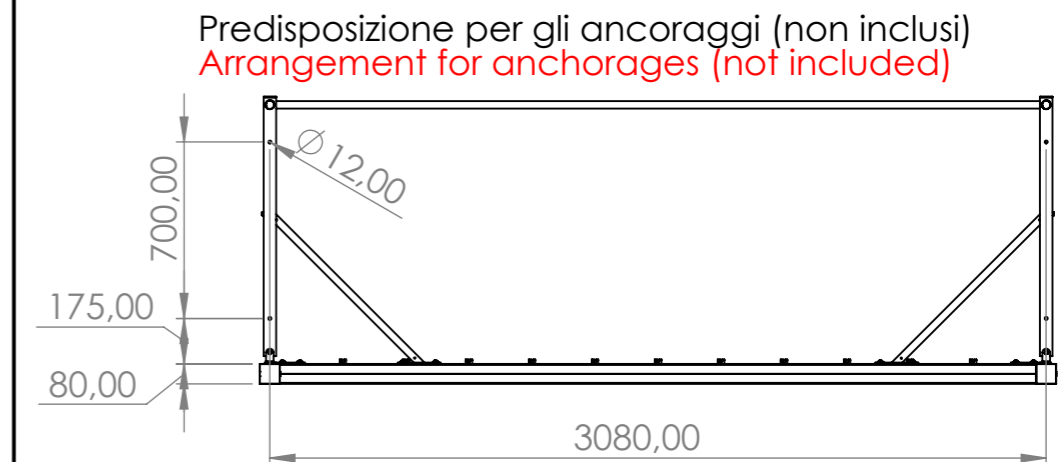 Predisposizione per gli ancoraggi (non inclusi)
Arrangement for anchorages (not included)
∅ 12,00
700,00
175,00
80,00
3080,00